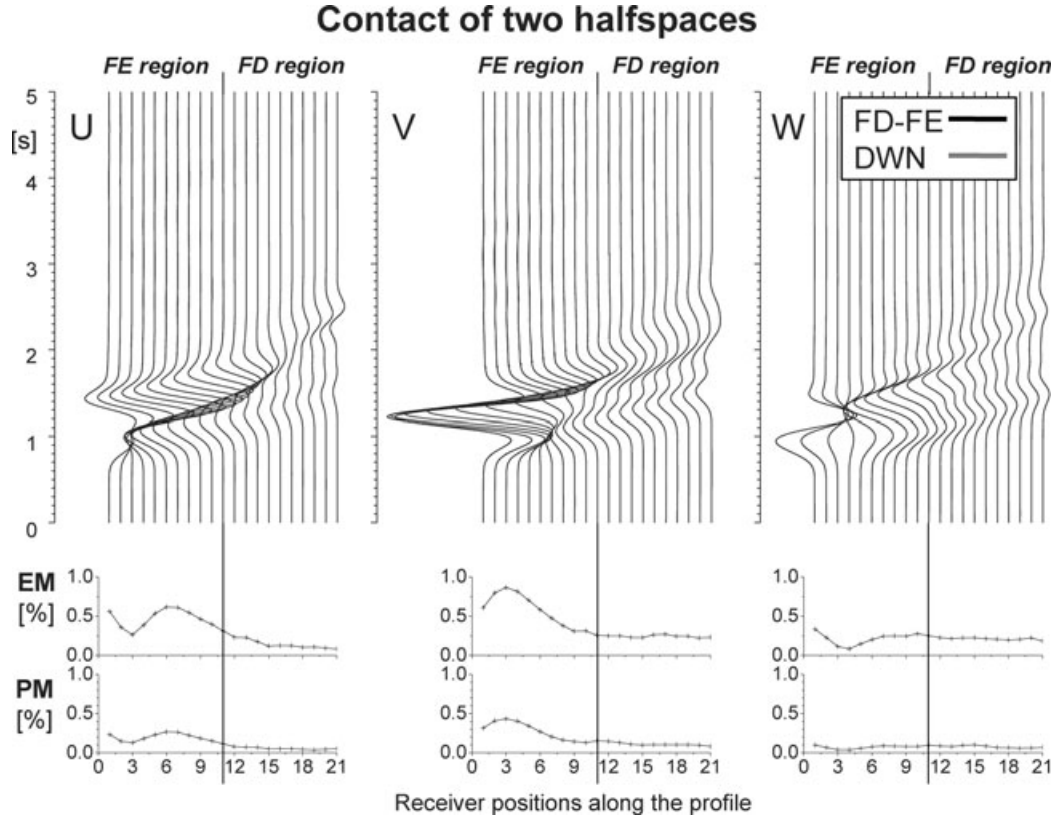 Contact of two halfspaces
FE region FD region FE region FD region FE region FD region
5
U V W
[s]
FD-FE
DWN
4
3
2
1
0
EM
[%]
1.0 1.0 1.0
0.5 0.5 0.5
0.0 0.0 0.0
PM
[%]
1.0 1.0 1.0
0.5 0.5 0.5
0.0 0.0 0.0
0 3 6 9 12 15 18 21 0 3 6 9 12 15 18 21 0 3 6 9 12 15 18 21
Receiver positions along the profile